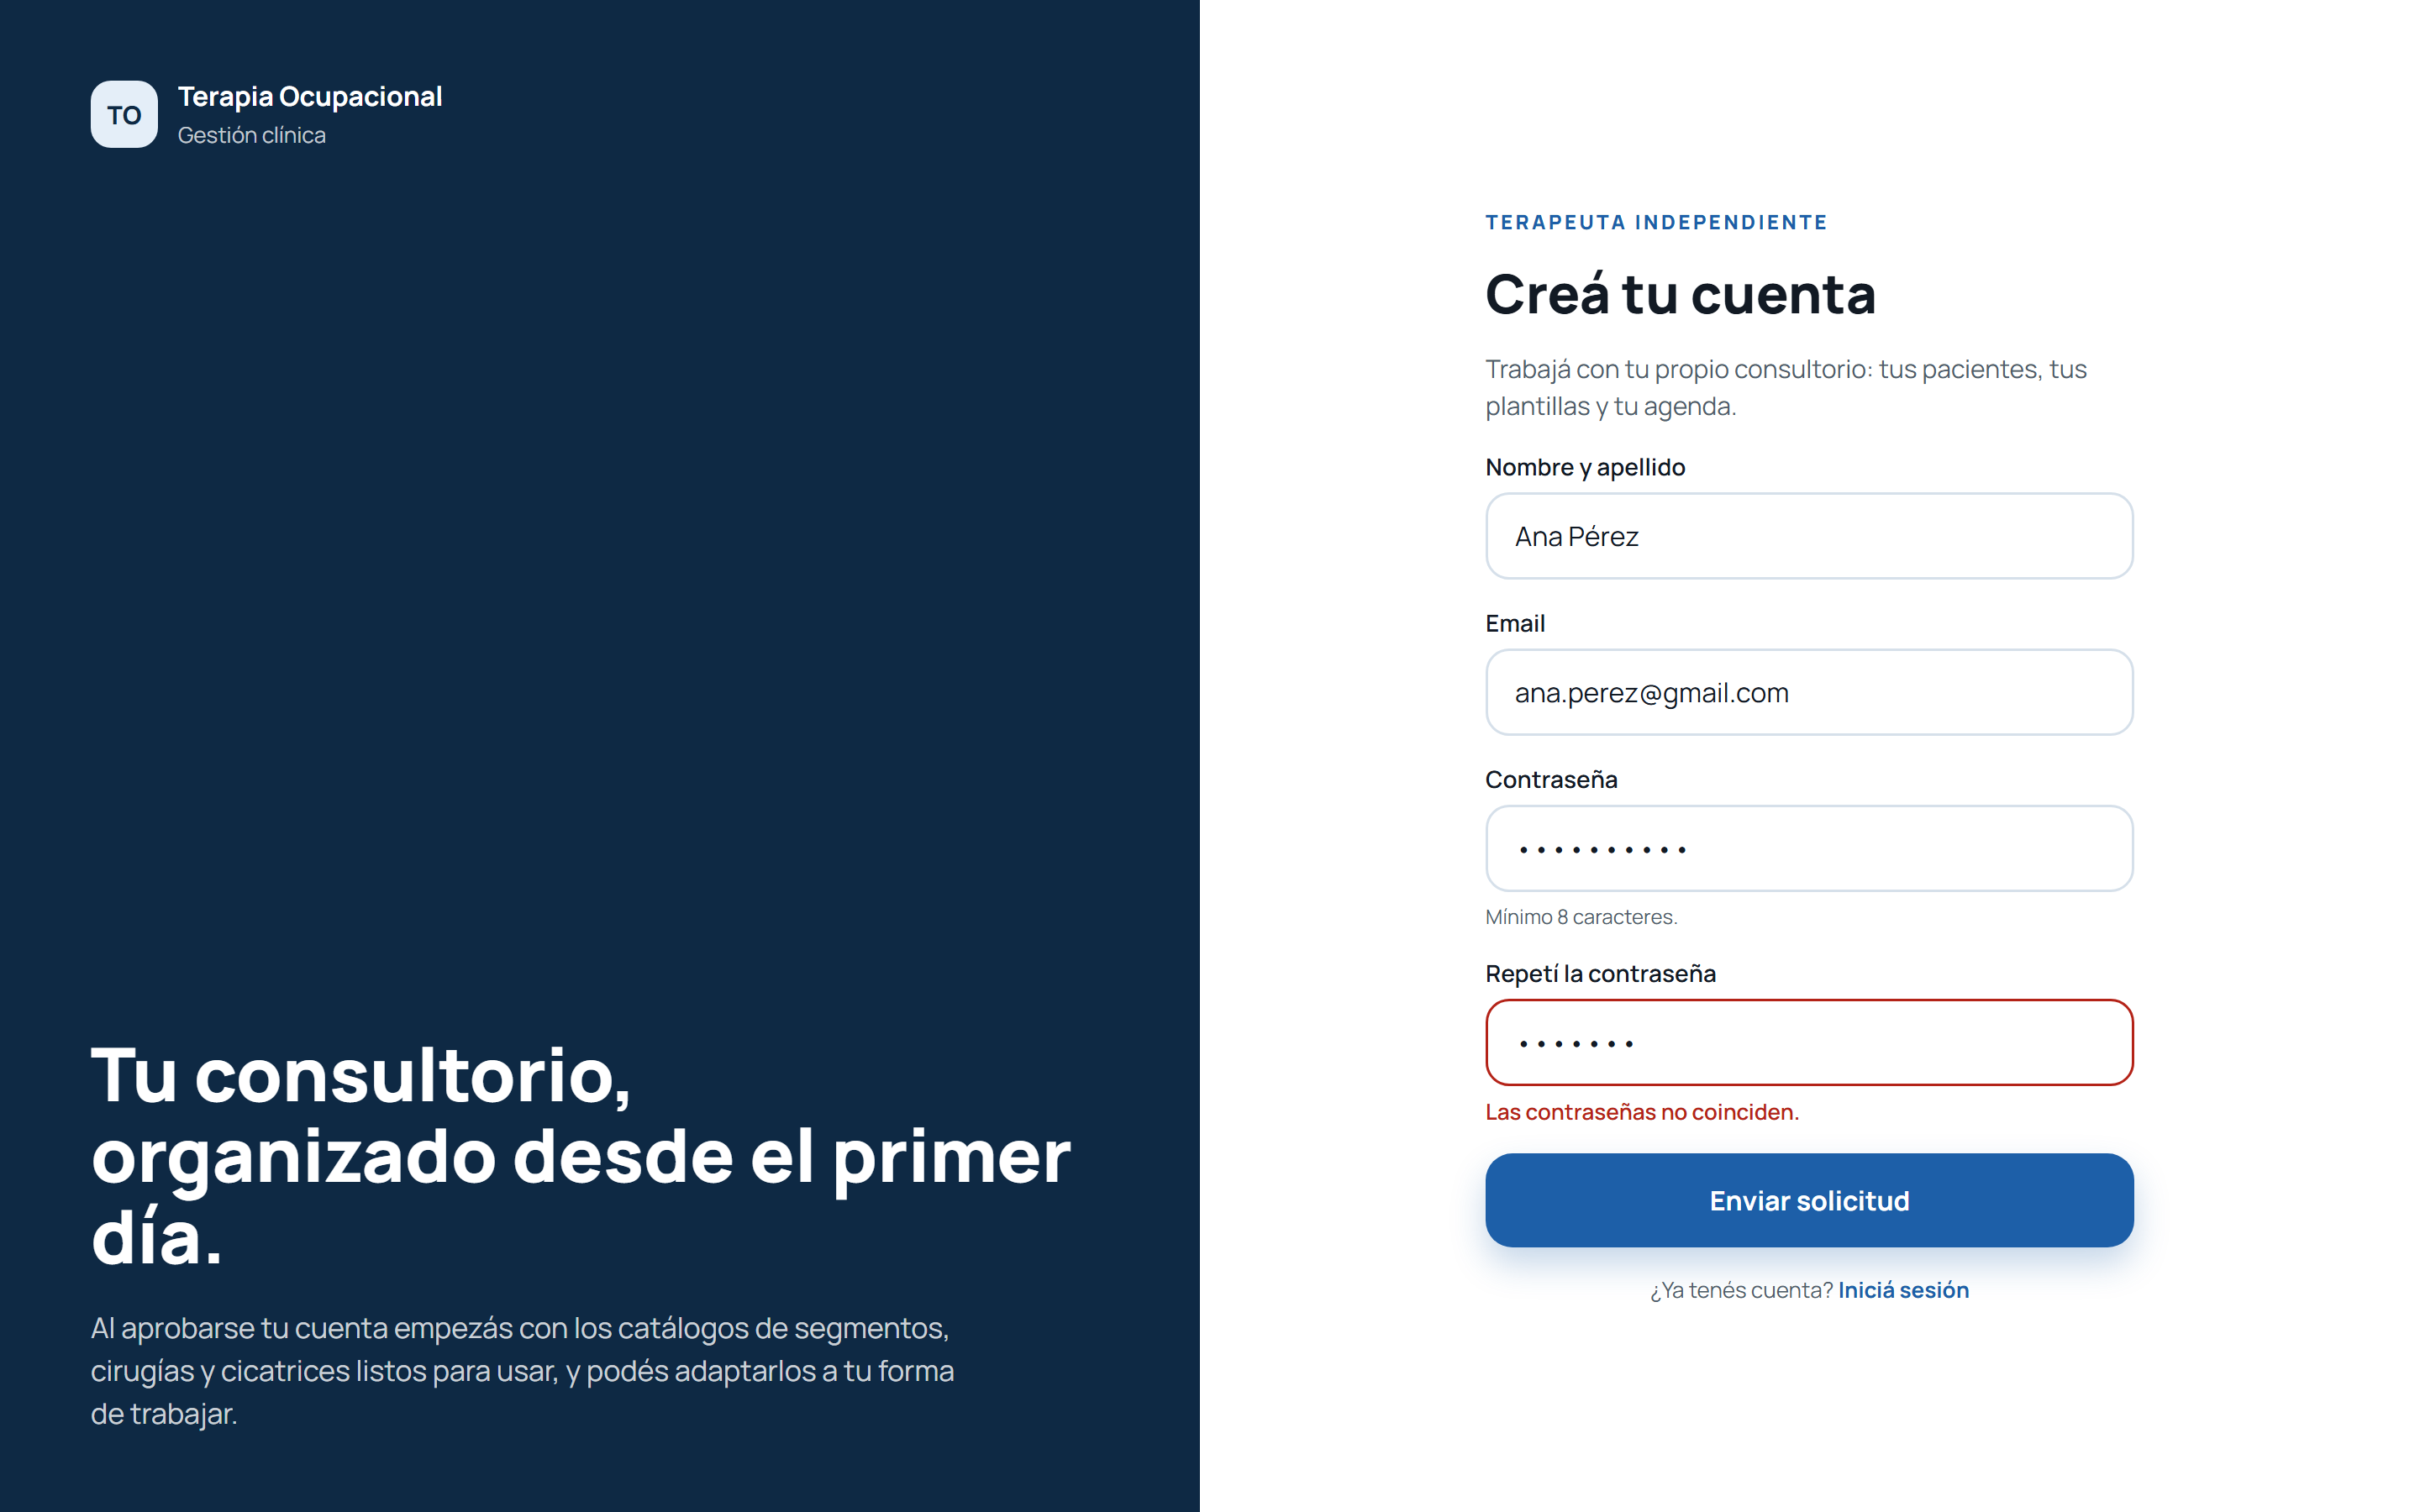 TO
Terapia Ocupacional
Gestión clínica
Tu consultorio,
organizado desde el primer
día.
Al aprobarse tu cuenta empezás con los catálogos de segmentos,
cirugías y cicatrices listos para usar, y podés adaptarlos a tu forma
de trabajar.
TERAPEUTA INDEPENDIENTE
Creá tu cuenta
Trabajá con tu propio consultorio: tus pacientes, tus
plantillas y tu agenda.
Nombre y apellido
Ana Pérez
Email
ana.perez@gmail.com
Contraseña
••••••••••
Mínimo 8 caracteres.
Repetí la contraseña
•••••••
Las contraseñas no coinciden.
Enviar solicitud
¿Ya tenés cuenta? Iniciá sesión